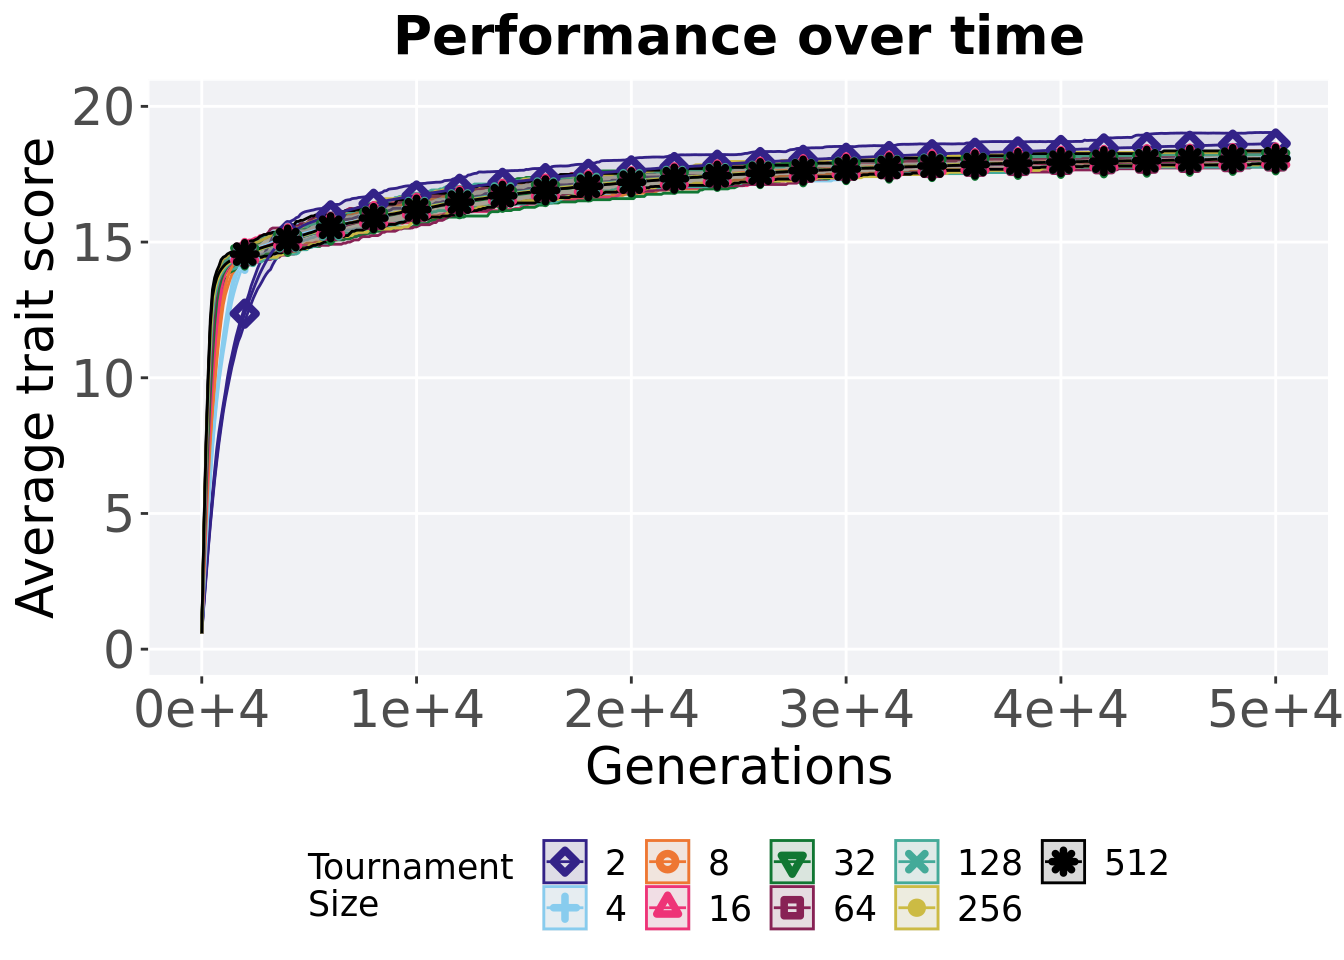 Performance over time
20
15
10
5
0
Average trait score
0e+4 1e+4 2e+4 3e+4 4e+4 5e+4
Generations
Tournament
Size
2 8 32 128 512
4 16 64 256